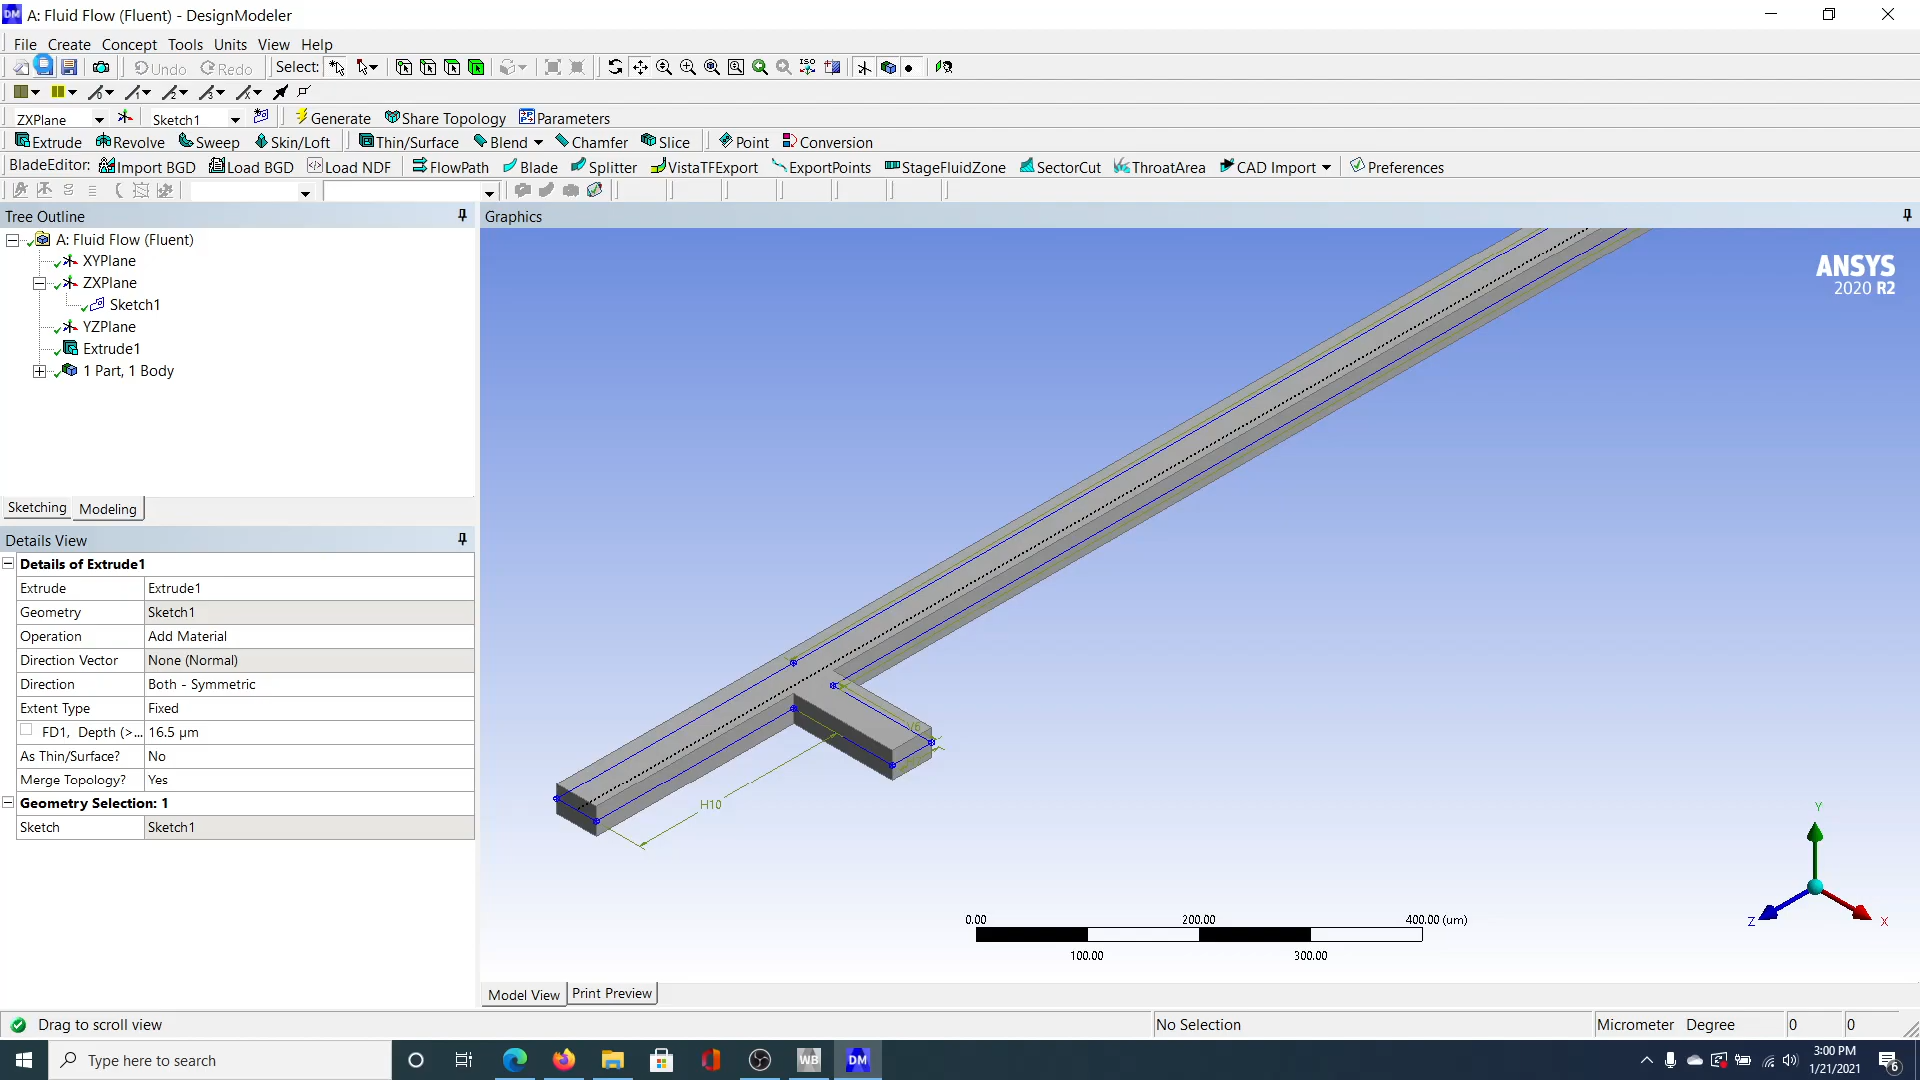 A: Fluid Flow (Fluent) - DesignModeler
File Create Concept Tools Units View Help
Undo Redo Select: ISO
ZXPlane Sketch1 Generate Share Topology Parameters
Extrude Revolve Sweep Skin/Loft Thin/Surface Blend Chamfer Slice Point Conversion
BladeEditor: Import BGD Load BGD Load NDF FlowPath Blade Splitter VistaTFExport ExportPoints StageFluidZone SectorCut ThroatArea CAD Import Preferences
Tree Outline
A: Fluid Flow (Fluent)
XYPlane
ZXPlane
Sketch1
YZPlane
Extrude1
1 Part, 1 Body
Sketching Modeling
Details View
Details of Extrude1
Extrude Extrude1
Geometry Sketch1
Operation Add Material
Direction Vector None (Normal)
Direction Both - Symmetric
Extent Type Fixed
FD1, Depth (>... 16.5 µm
As Thin/Surface? No
Merge Topology? Yes
Geometry Selection: 1
Sketch Sketch1
Graphics
ANSYS
2020 R2
H10
Y
Z
X
0.00 200.00 400.00 (um)
100.00 300.00
Model View Print Preview
Drag to scroll view
No Selection
Micrometer Degree 0 0
Type here to search
WB
DM
3:00 PM
1/21/2021
6